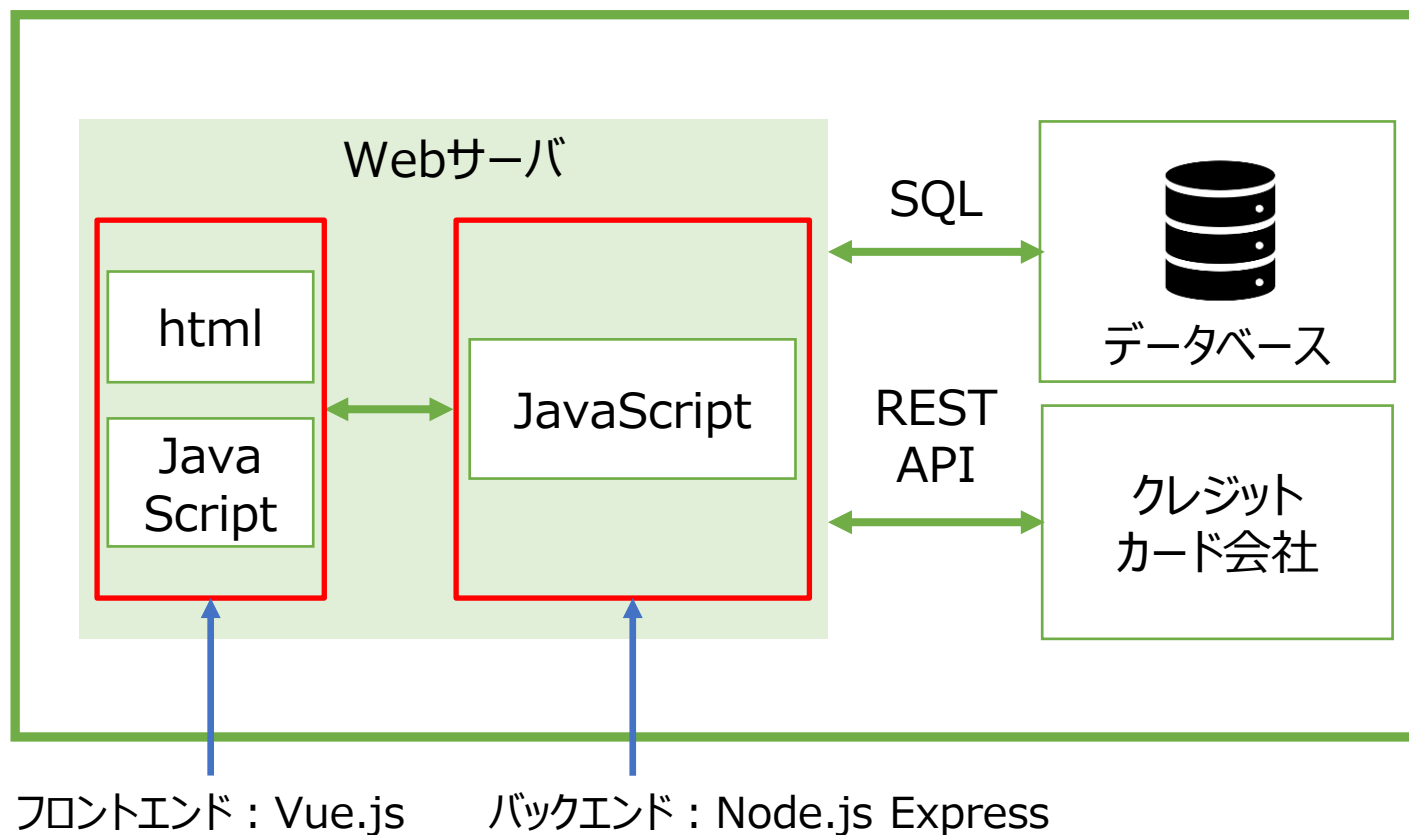 Webサーバ
html
Java
Script
JavaScript
SQL
データベース
REST
API
クレジット
カード会社
フロントエンド：Vue.js
バックエンド：Node.js Express